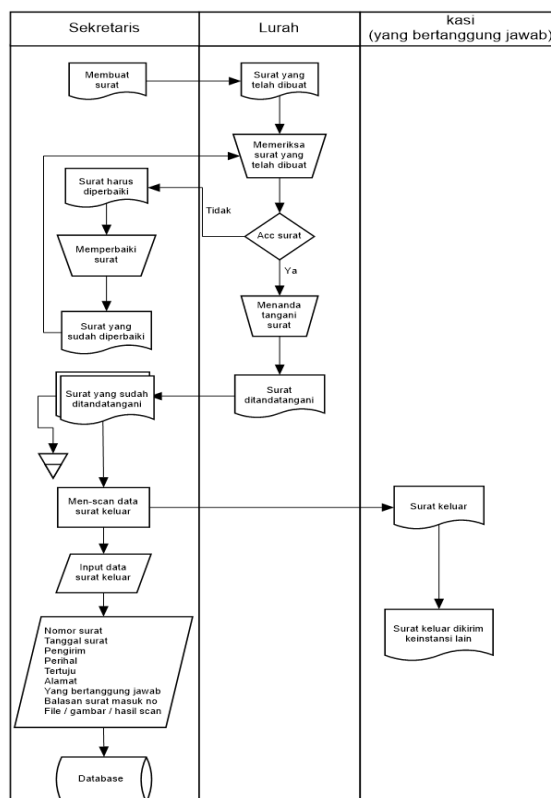 Sekretaris
Lurah
kasi
(yang bertanggung jawab)
Membuat
surat
Surat yang
telah dibuat
Memeriksa
surat yang
telah dibuat
Surat harus
diperbaiki
Tidak
Acc surat
Memperbaiki
surat
Ya
Menanda
tangani
surat
Surat yang
sudah diperbaiki
Surat
ditandatangani
Surat yang sudah
ditandatangani
Men-scan data
surat keluar
Surat keluar
Input data
surat keluar
Surat keluar dikirim
keinstansi lain
Nomor surat
Tanggal surat
Pengirim
Perihal
Tertuju
Alamat
Yang bertanggung jawab
Balasan surat masuk no
File / gambar / hasil scan
Database